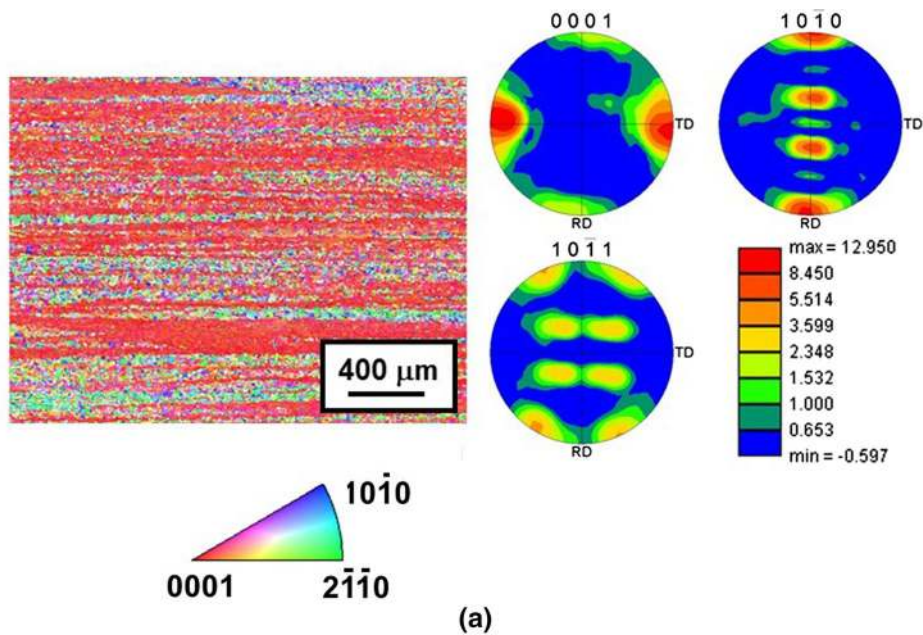 0 0 0 1
TD
RD
1 0 1̄ 0
TD
RD
1 0 1̄ 1
TD
RD
max = 12.950
8.450
5.514
3.599
2.348
1.532
1.000
0.653
min = -0.597
400 μm
101̄0
0001
21̄1̄0
(a)